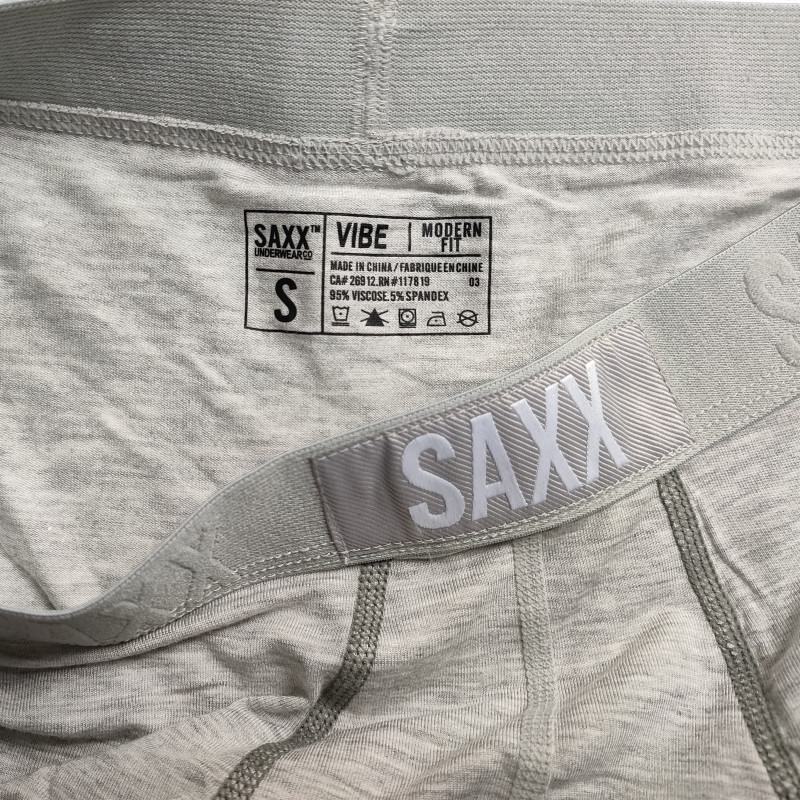 SAXX™
UNDERWEAR CO
S
VIBE | MODERN
FIT
MADE IN CHINA/FABRIQUÉ EN CHINE
CA# 26912.RN #117819 03
95% VISCOSE.5% SPANDEX
SAXX